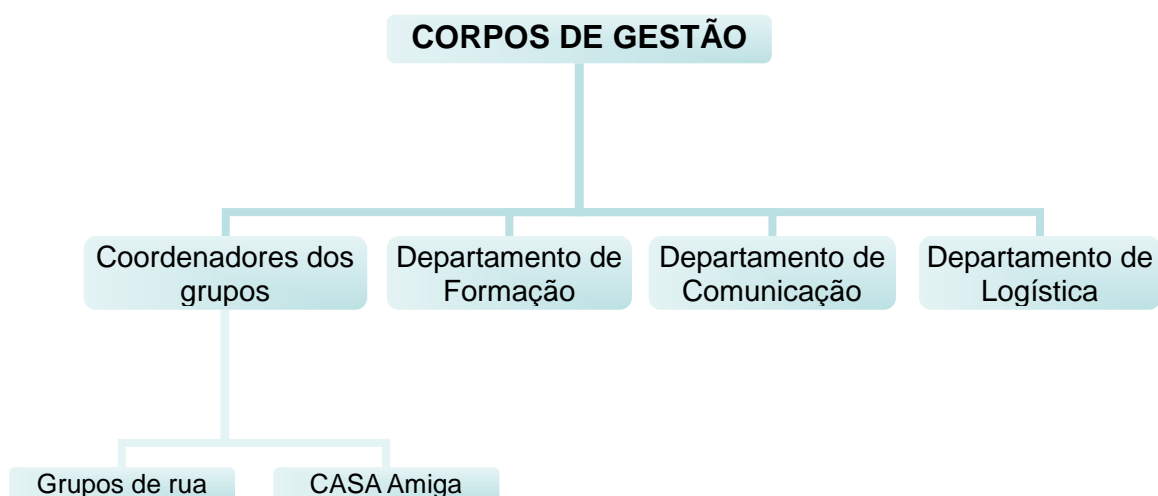 CORPOS DE GESTÃO
Coordenadores dos
grupos
Departamento de
Formação
Departamento de
Comunicação
Departamento de
Logística
Grupos de rua
CASA Amiga